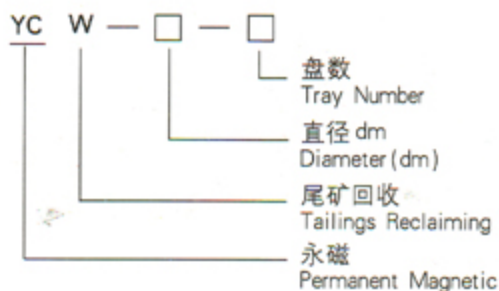 YC W — □ — □
盘数
Tray Number
直径 dm
Diameter(dm)
尾矿回收
Tailings Reclaiming
永磁
Permanent Magnetic